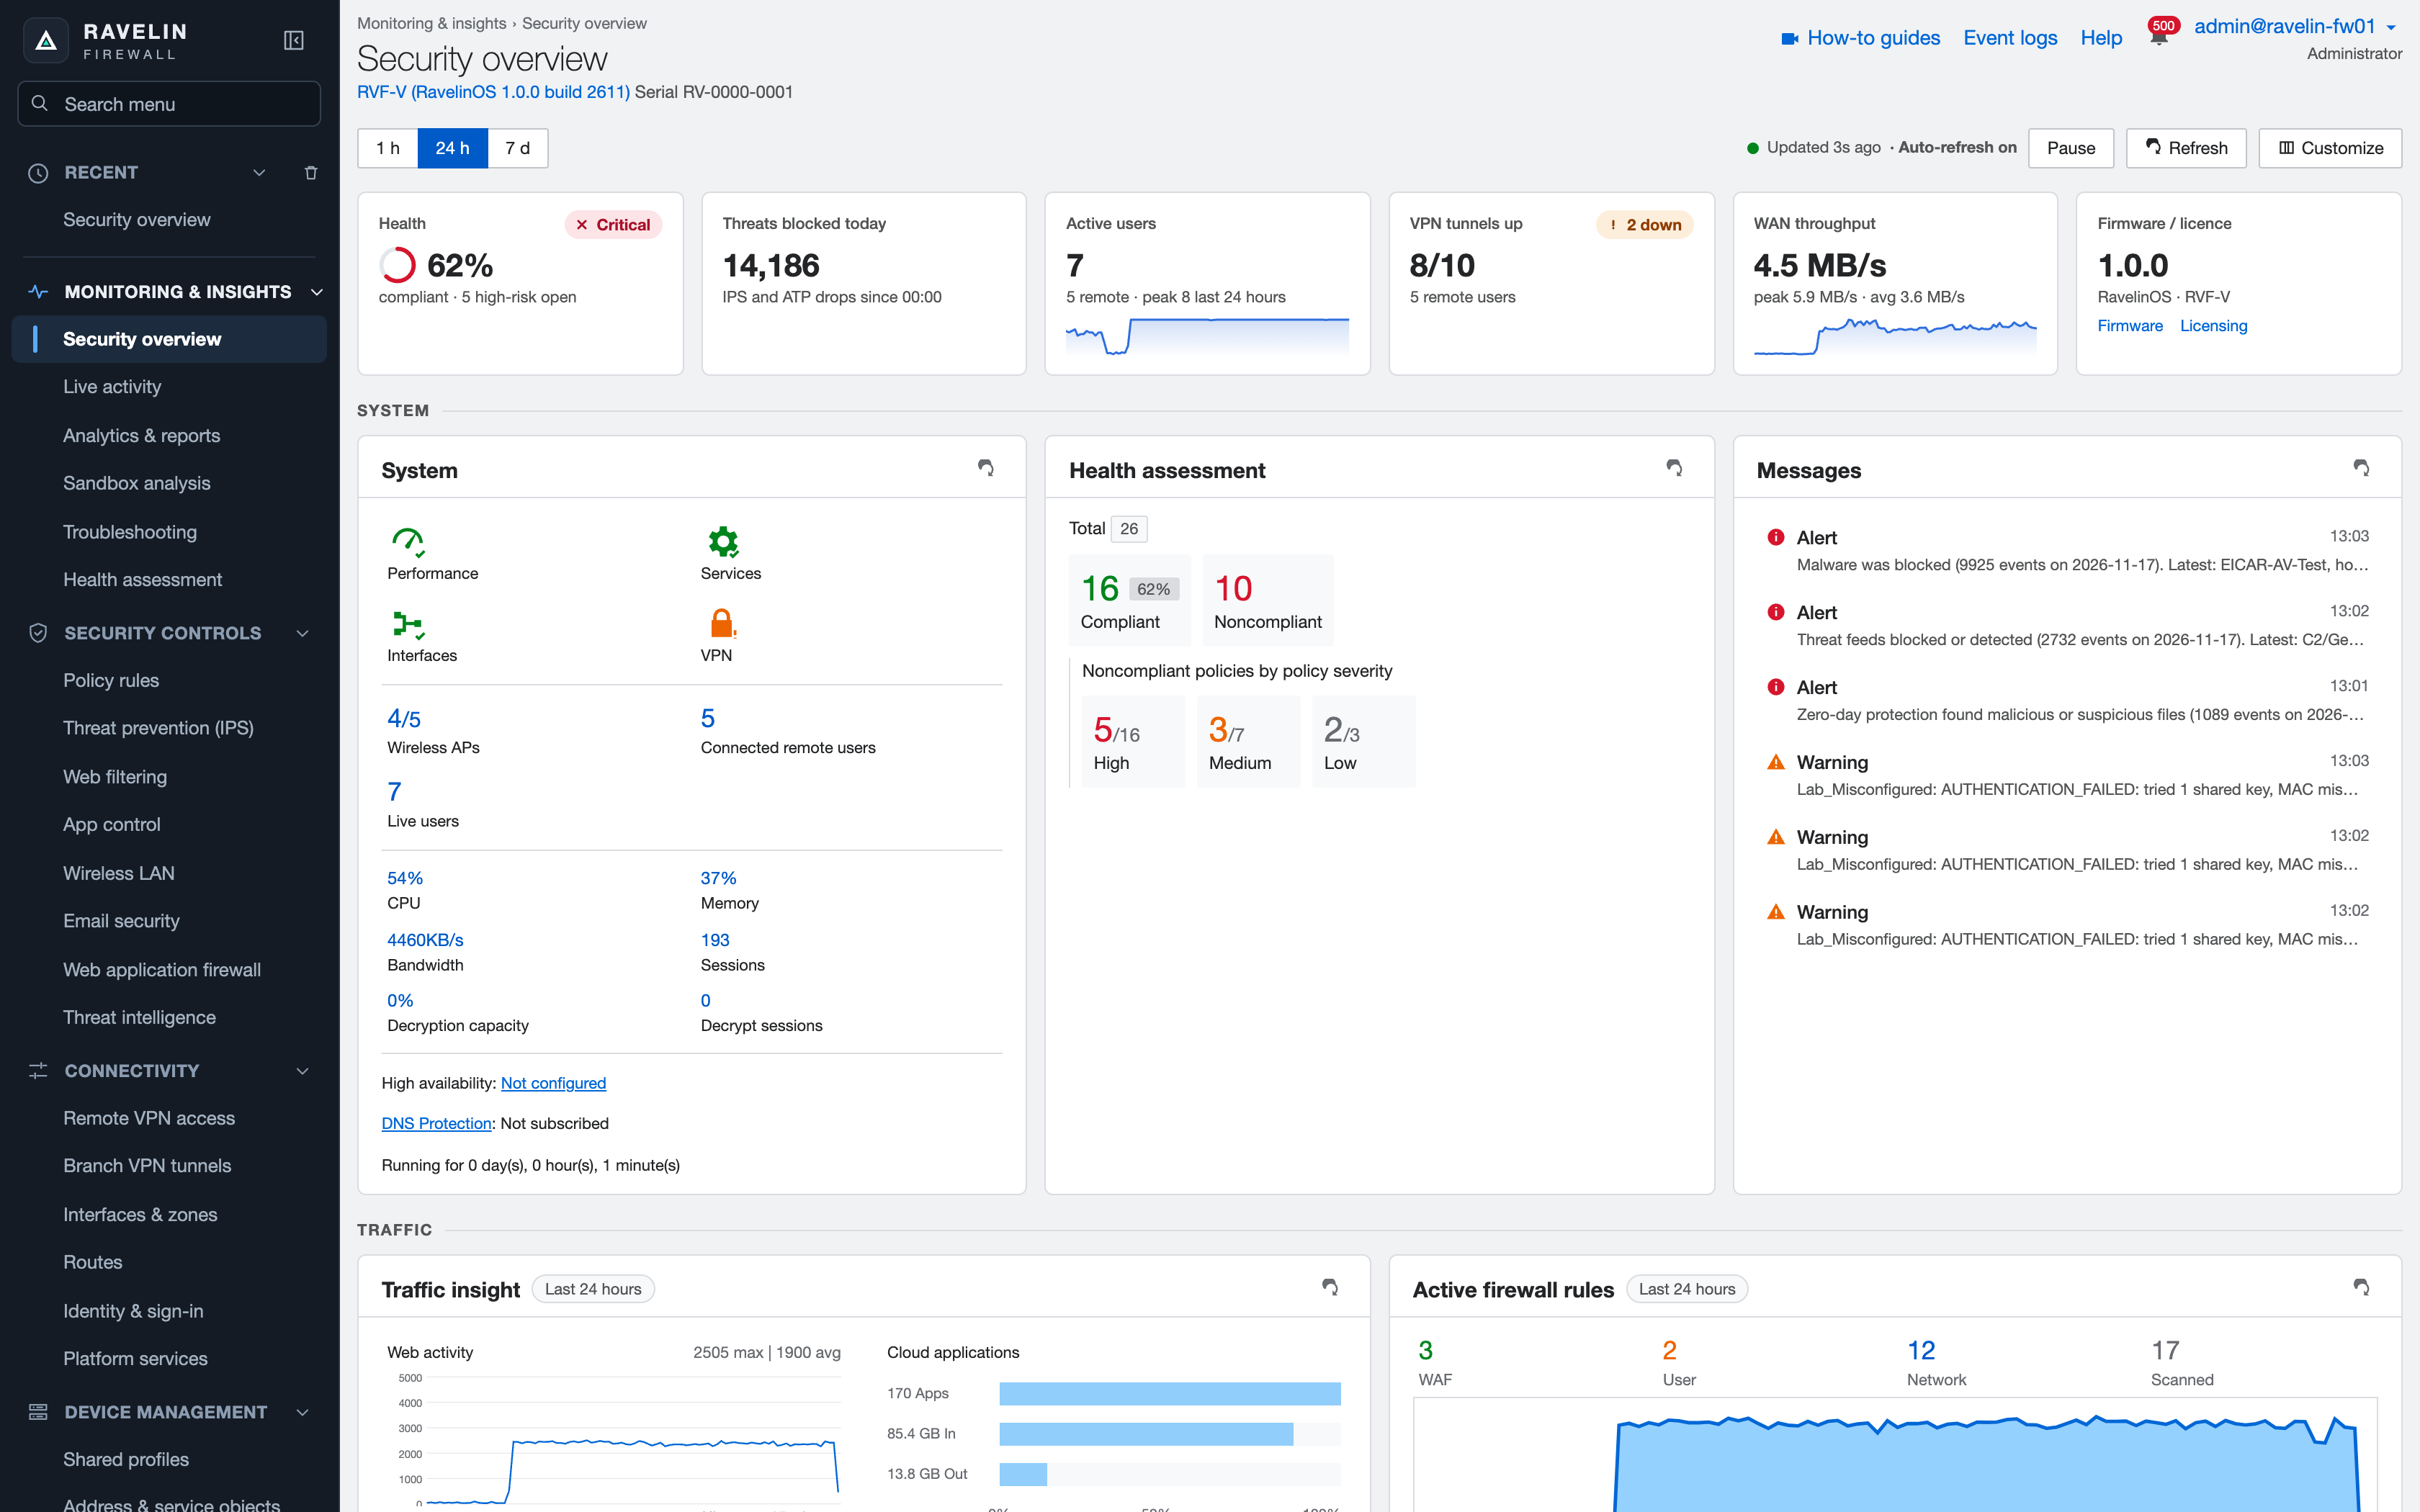 RAVELIN
FIREWALL
Search menu
RECENT
Security overview
MONITORING & INSIGHTS
Security overview
Live activity
Analytics & reports
Sandbox analysis
Troubleshooting
Health assessment
SECURITY CONTROLS
Policy rules
Threat prevention (IPS)
Web filtering
App control
Wireless LAN
Email security
Web application firewall
Threat intelligence
CONNECTIVITY
Remote VPN access
Branch VPN tunnels
Interfaces & zones
Routes
Identity & sign-in
Platform services
DEVICE MANAGEMENT
Shared profiles
Address & service objects
Monitoring & insights › Security overview
Security overview
RVF-V (RavelinOS 1.0.0 build 2611) Serial RV-0000-0001
How-to guides
Event logs
Help
500
admin@ravelin-fw01
Administrator
1 h
24 h
7 d
Updated 3s ago · Auto-refresh on
Pause
Refresh
Customize
Health
Critical
62%
compliant · 5 high-risk open
Threats blocked today
14,186
IPS and ATP drops since 00:00
Active users
7
5 remote · peak 8 last 24 hours
VPN tunnels up
! 2 down
8/10
5 remote users
WAN throughput
4.5 MB/s
peak 5.9 MB/s · avg 3.6 MB/s
Firmware / licence
1.0.0
RavelinOS · RVF-V
Firmware Licensing
SYSTEM
System
Performance
Services
Interfaces
VPN
4/5
Wireless APs
5
Connected remote users
7
Live users
54%
CPU
37%
Memory
4460KB/s
Bandwidth
193
Sessions
0%
Decryption capacity
0
Decrypt sessions
High availability: Not configured
DNS Protection: Not subscribed
Running for 0 day(s), 0 hour(s), 1 minute(s)
Health assessment
Total 26
16 62%
Compliant
10
Noncompliant
Noncompliant policies by policy severity
5/16
High
3/7
Medium
2/3
Low
Messages
Alert 13:03
Malware was blocked (9925 events on 2026-11-17). Latest: EICAR-AV-Test, ho…
Alert 13:02
Threat feeds blocked or detected (2732 events on 2026-11-17). Latest: C2/Ge…
Alert 13:01
Zero-day protection found malicious or suspicious files (1089 events on 2026-…
Warning 13:03
Lab_Misconfigured: AUTHENTICATION_FAILED: tried 1 shared key, MAC mis…
Warning 13:02
Lab_Misconfigured: AUTHENTICATION_FAILED: tried 1 shared key, MAC mis…
Warning 13:02
Lab_Misconfigured: AUTHENTICATION_FAILED: tried 1 shared key, MAC mis…
TRAFFIC
Traffic insight
Last 24 hours
Web activity
2505 max | 1900 avg
5000
4000
3000
2000
1000
0
Cloud applications
170 Apps
85.4 GB In
13.8 GB Out
Active firewall rules
Last 24 hours
3
WAF
2
User
12
Network
17
Scanned